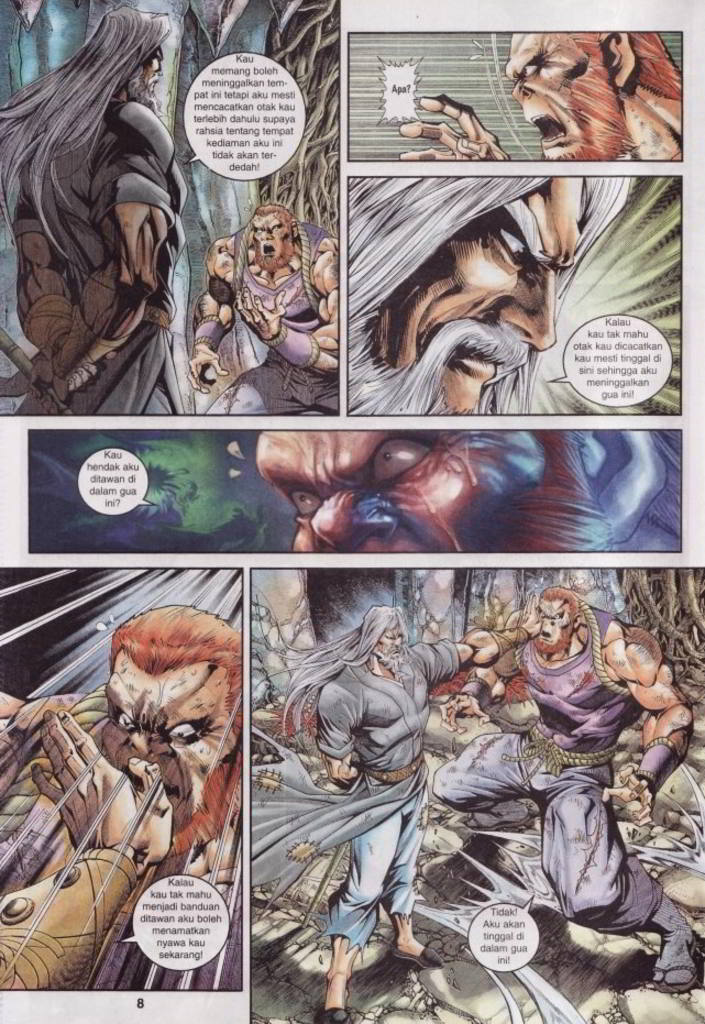 Kau
memang boleh
meninggalkan tem-
pat ini tetapi aku mesti
mencacatkan otak kau
terlebih dahulu supaya
rahsia tentang tempat
kediaman aku ini
tidak akan ter-
dedah!
Apa?
Kalau
kau tak mahu
otak kau dicacatkan
kau mesti tinggal di
sini sehingga aku
meninggalkan
gua ini!
Kau
hendak aku
ditawan di
dalam gua
ini?
Kalau
kau tak mahu
menjadi banduan
ditawan aku boleh
menamatkan
nyawa kau
sekarang!
Tidak!
Aku akan
tinggal di
dalam gua
ini!
8